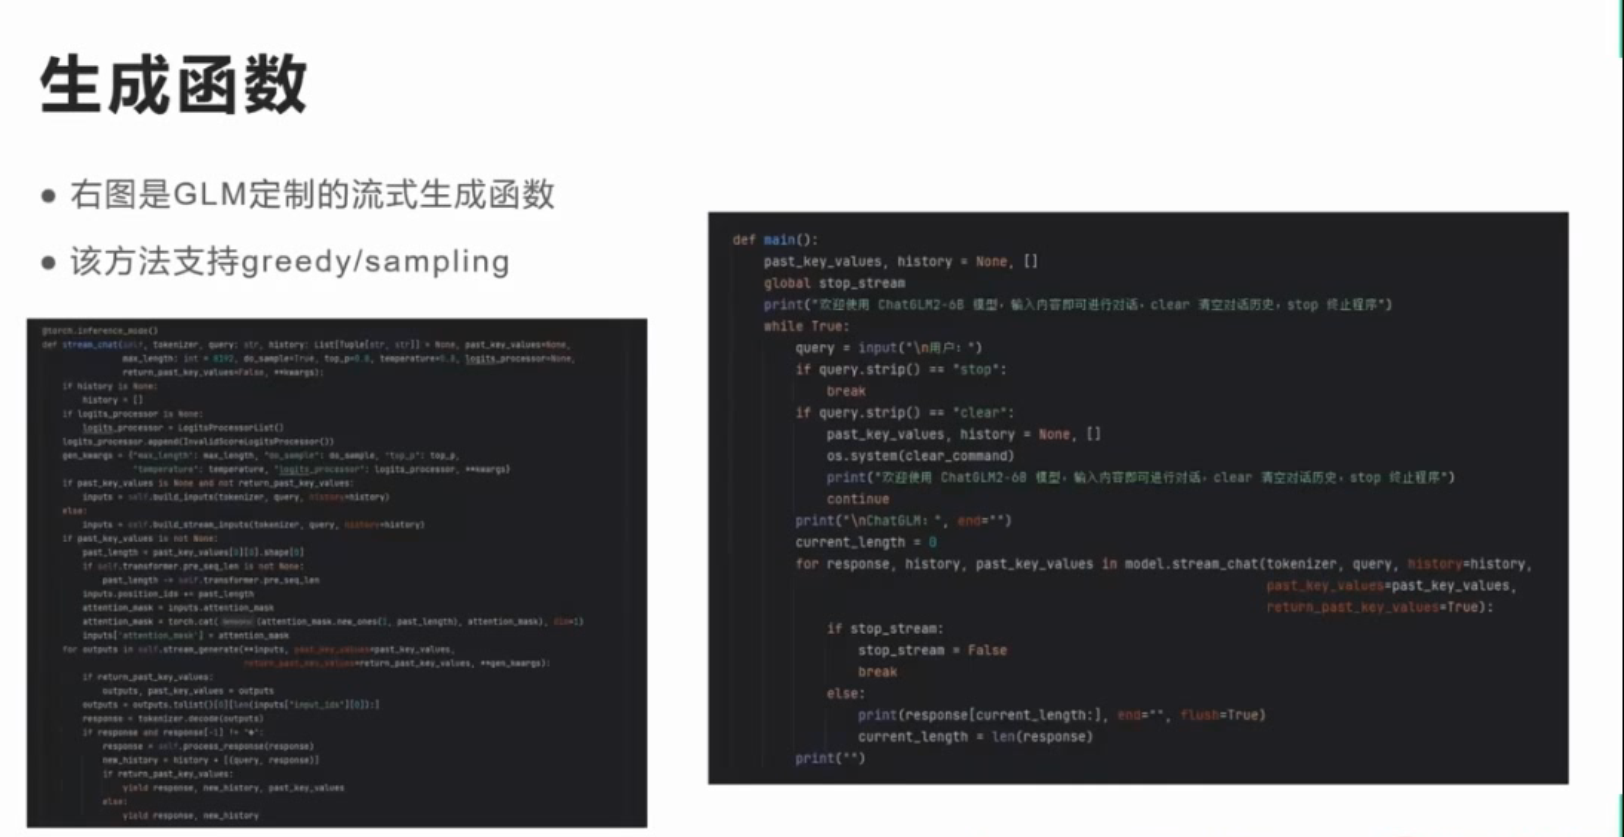 生成函数
● 右图是GLM定制的流式生成函数
● 该方法支持greedy/sampling
@torch.inference_mode()
def stream_chat(self, tokenizer, query: str, history: List[Tuple[str, str]] = None, past_key_values=None,
max_length: int = 8192, do_sample=True, top_p=0.8, temperature=0.8, logits_processor=None,
return_past_key_values=False, **kwargs):
if history is None:
history = []
if logits_processor is None:
logits_processor = LogitsProcessorList()
logits_processor.append(InvalidScoreLogitsProcessor())
gen_kwargs = {"max_length": max_length, "do_sample": do_sample, "top_p": top_p,
"temperature": temperature, "logits_processor": logits_processor, **kwargs}
if past_key_values is None and not return_past_key_values:
inputs = self.build_inputs(tokenizer, query, history=history)
else:
inputs = self.build_stream_inputs(tokenizer, query, history=history)
if past_key_values is not None:
past_length = past_key_values[0][0].shape[0]
if self.transformer.pre_seq_len is not None:
past_length -= self.transformer.pre_seq_len
inputs.position_ids += past_length
attention_mask = inputs.attention_mask
attention_mask = torch.cat((attention_mask.new_ones(1, past_length), attention_mask), dim=1)
inputs['attention_mask'] = attention_mask
for outputs in self.stream_generate(**inputs, past_key_values=past_key_values,
return_past_key_values=return_past_key_values, **gen_kwargs):
if return_past_key_values:
outputs, past_key_values = outputs
outputs = outputs.tolist()[0][len(inputs["input_ids"][0]):]
response = tokenizer.decode(outputs)
if response and response[-1] != "�":
response = self.process_response(response)
new_history = history + [(query, response)]
if return_past_key_values:
yield response, new_history, past_key_values
else:
yield response, new_history
def main():
past_key_values, history = None, []
global stop_stream
print("欢迎使用 ChatGLM2-6B 模型，输入内容即可进行对话，clear 清空对话历史，stop 终止程序")
while True:
query = input("\n用户：")
if query.strip() == "stop":
break
if query.strip() == "clear":
past_key_values, history = None, []
os.system(clear_command)
print("欢迎使用 ChatGLM2-6B 模型，输入内容即可进行对话，clear 清空对话历史，stop 终止程序")
continue
print("\nChatGLM：", end="")
current_length = 0
for response, history, past_key_values in model.stream_chat(tokenizer, query, history=history,
past_key_values=past_key_values,
return_past_key_values=True):
if stop_stream:
stop_stream = False
break
else:
print(response[current_length:], end="", flush=True)
current_length = len(response)
print("")